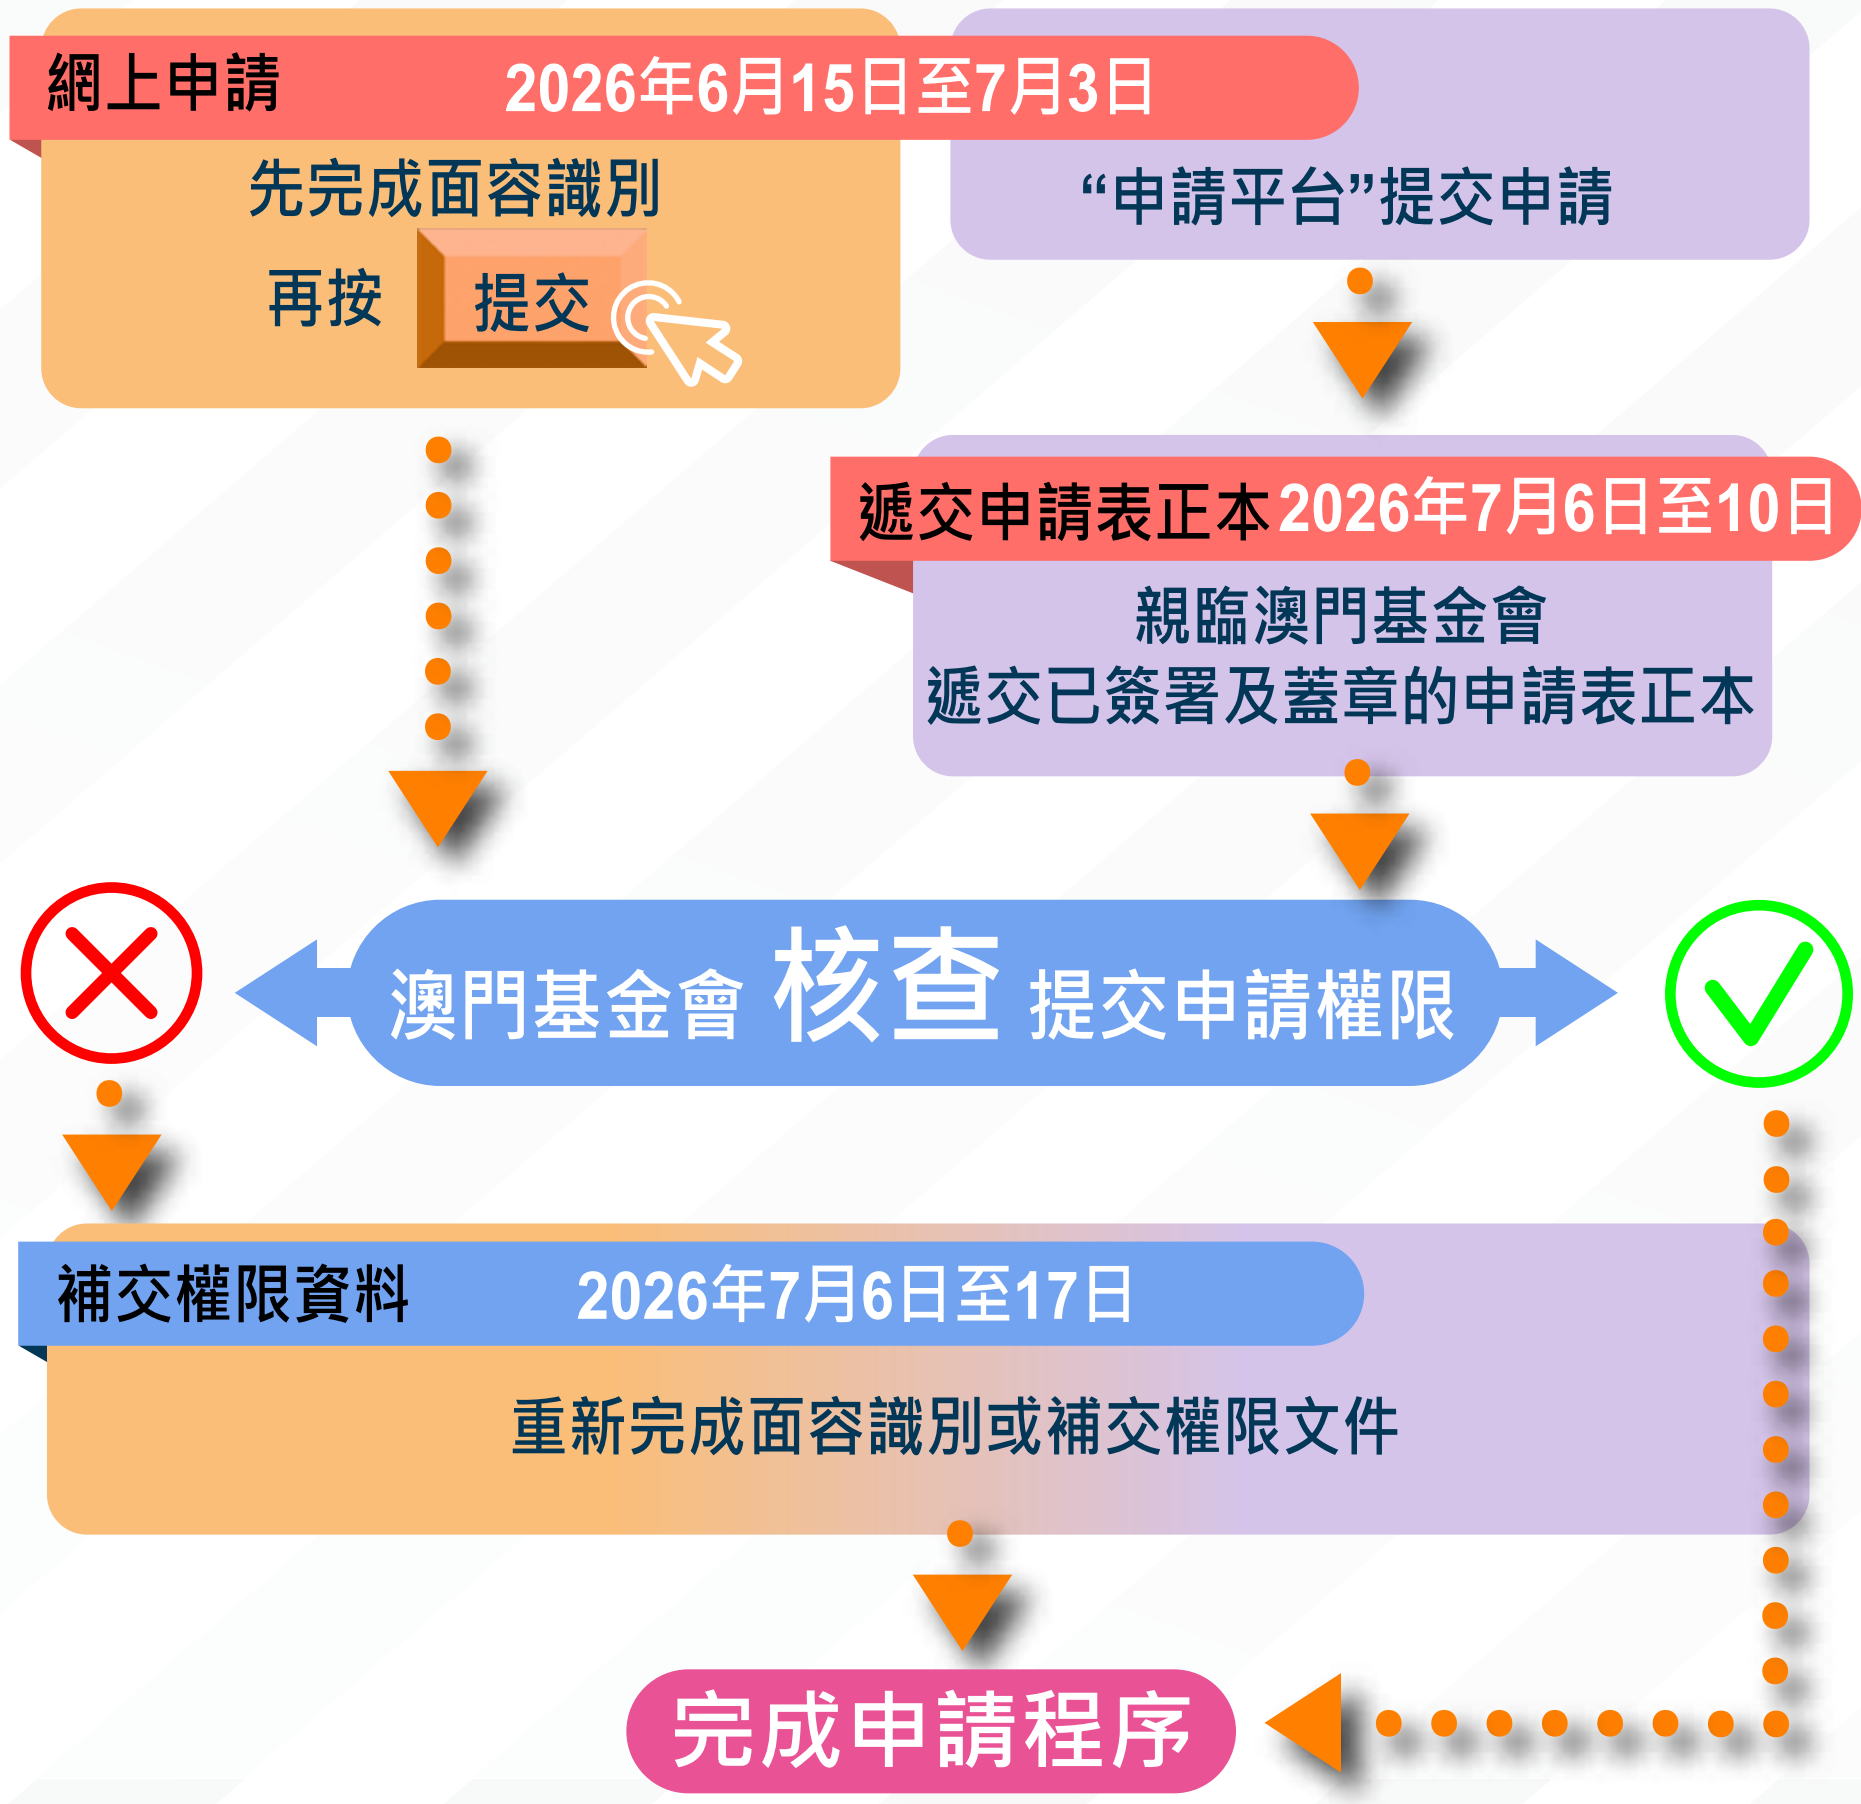 網上申請 2026年6月15日至7月3日
先完成面容識別
再按 提交
“申請平台”提交申請
遞交申請表正本 2026年7月6日至10日
親臨澳門基金會
遞交已簽署及蓋章的申請表正本
澳門基金會 核查 提交申請權限
補交權限資料 2026年7月6日至17日
重新完成面容識別或補交權限文件
完成申請程序